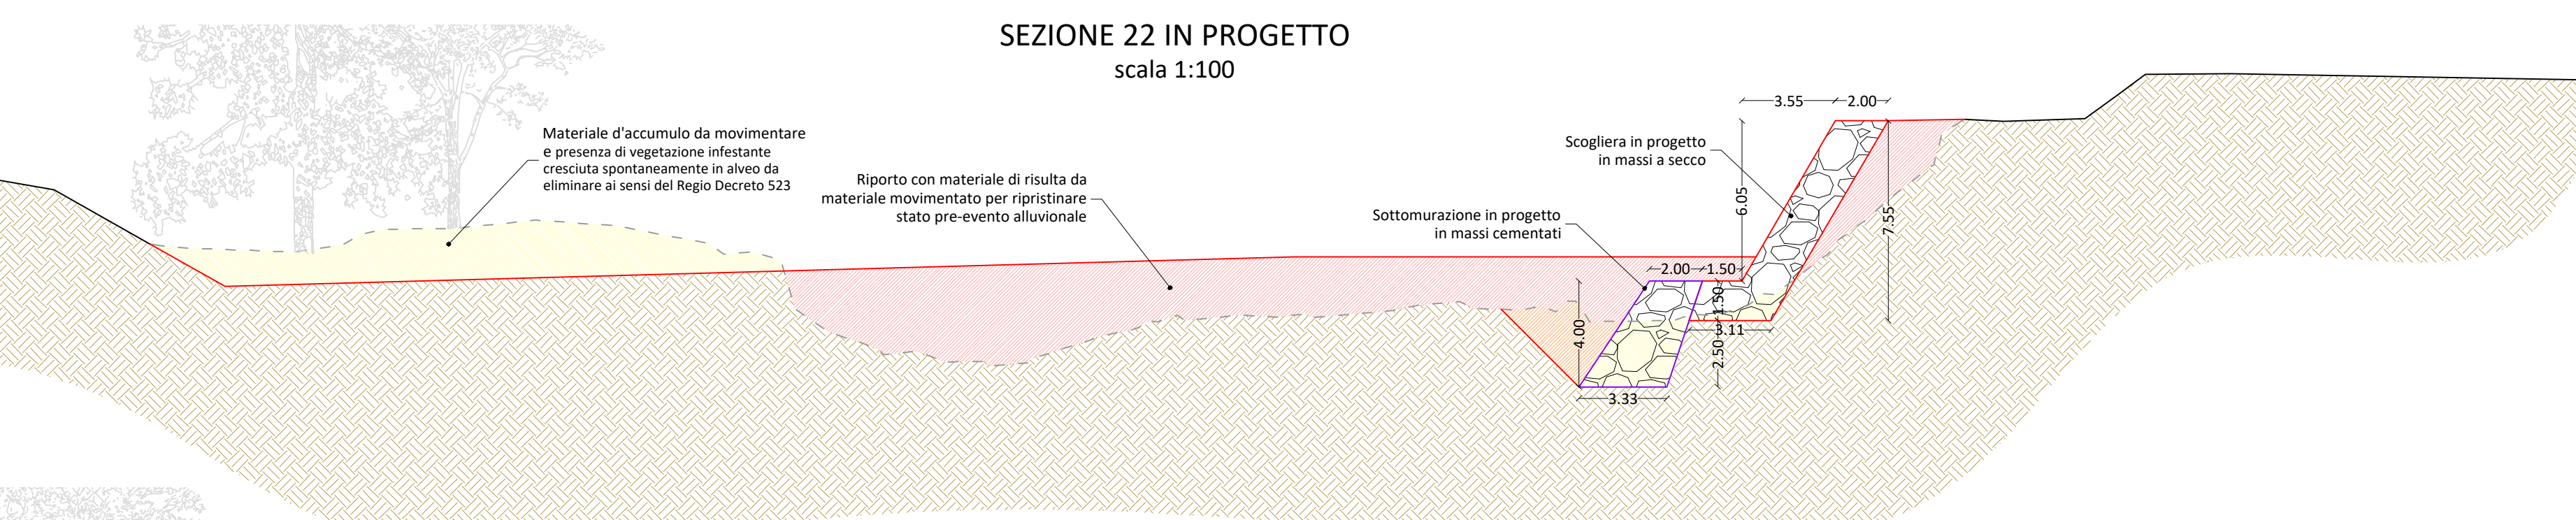 SEZIONE 22 IN PROGETTO
scala 1:100
Materiale d'accumulo da movimentare
e presenza di vegetazione infestante
cresciuta spontaneamente in alveo da
eliminare ai sensi del Regio Decreto 523
Riporto con materiale di risulta da
materiale movimentato per ripristinare
stato pre-evento alluvionale
Sottomurazione in progetto
in massi cementati
Scogliera in progetto
in massi a secco
3.55
2.00
6.05
7.55
2.00
1.50
1.50
4.00
3.11
2.50
3.33